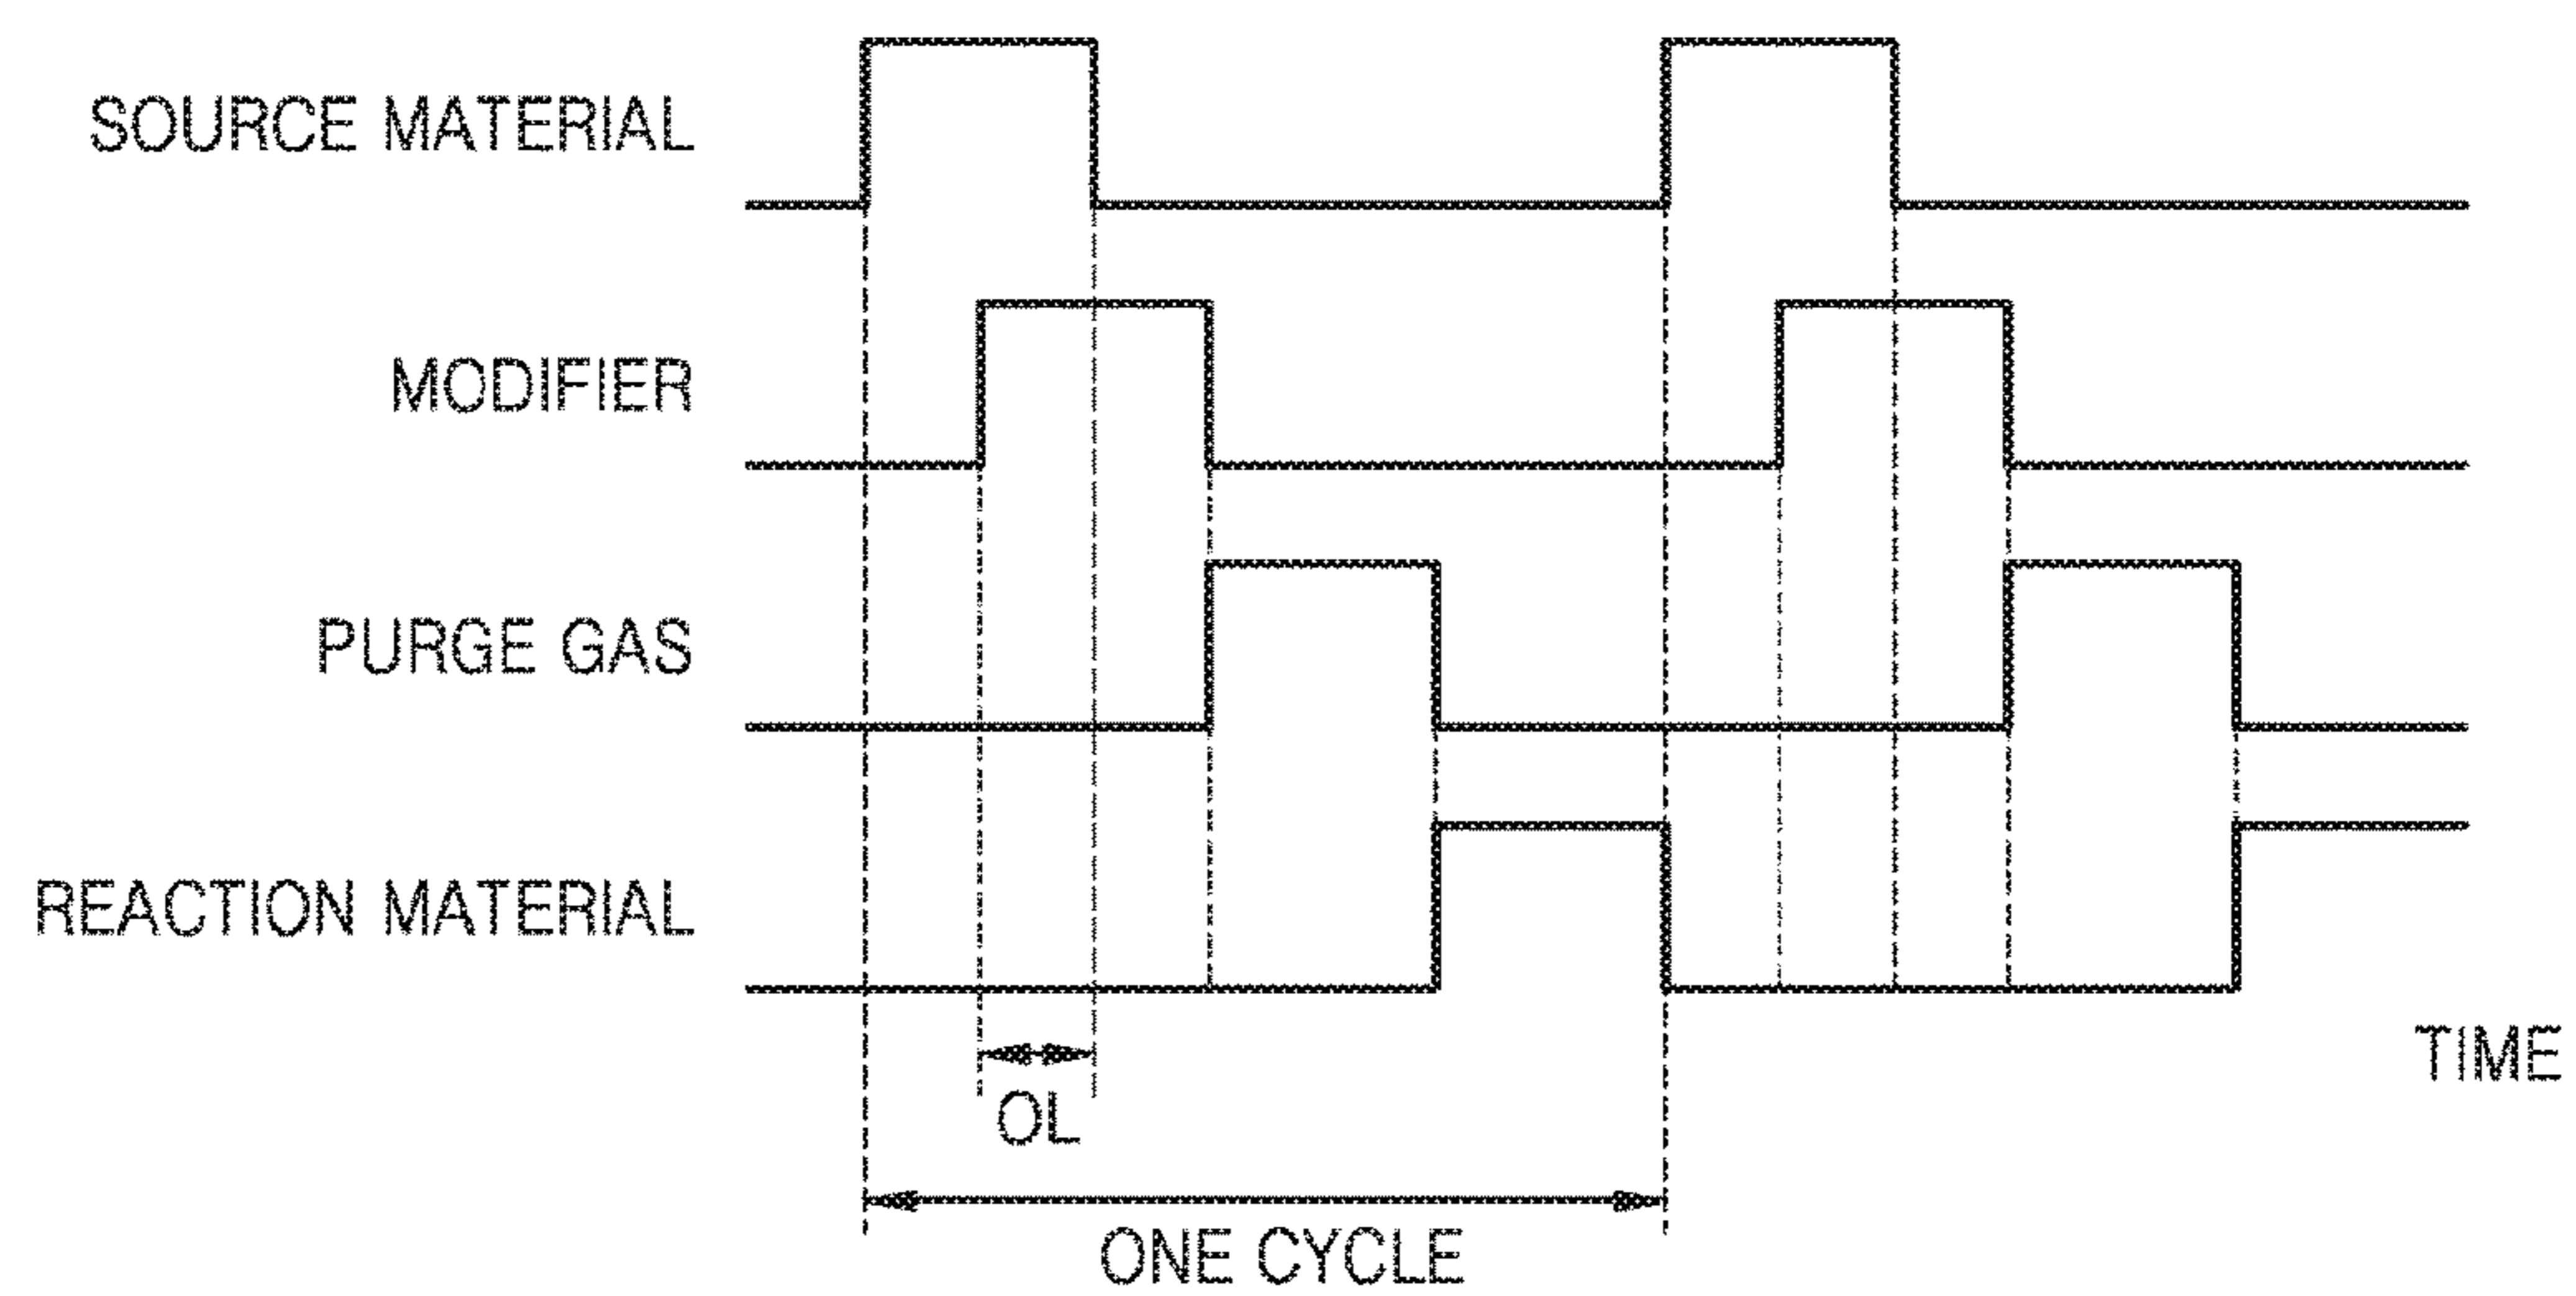 SOURCE MATERIAL
MODIFIER
PURGE GAS
REACTION MATERIAL
TIME
OL
ONE CYCLE